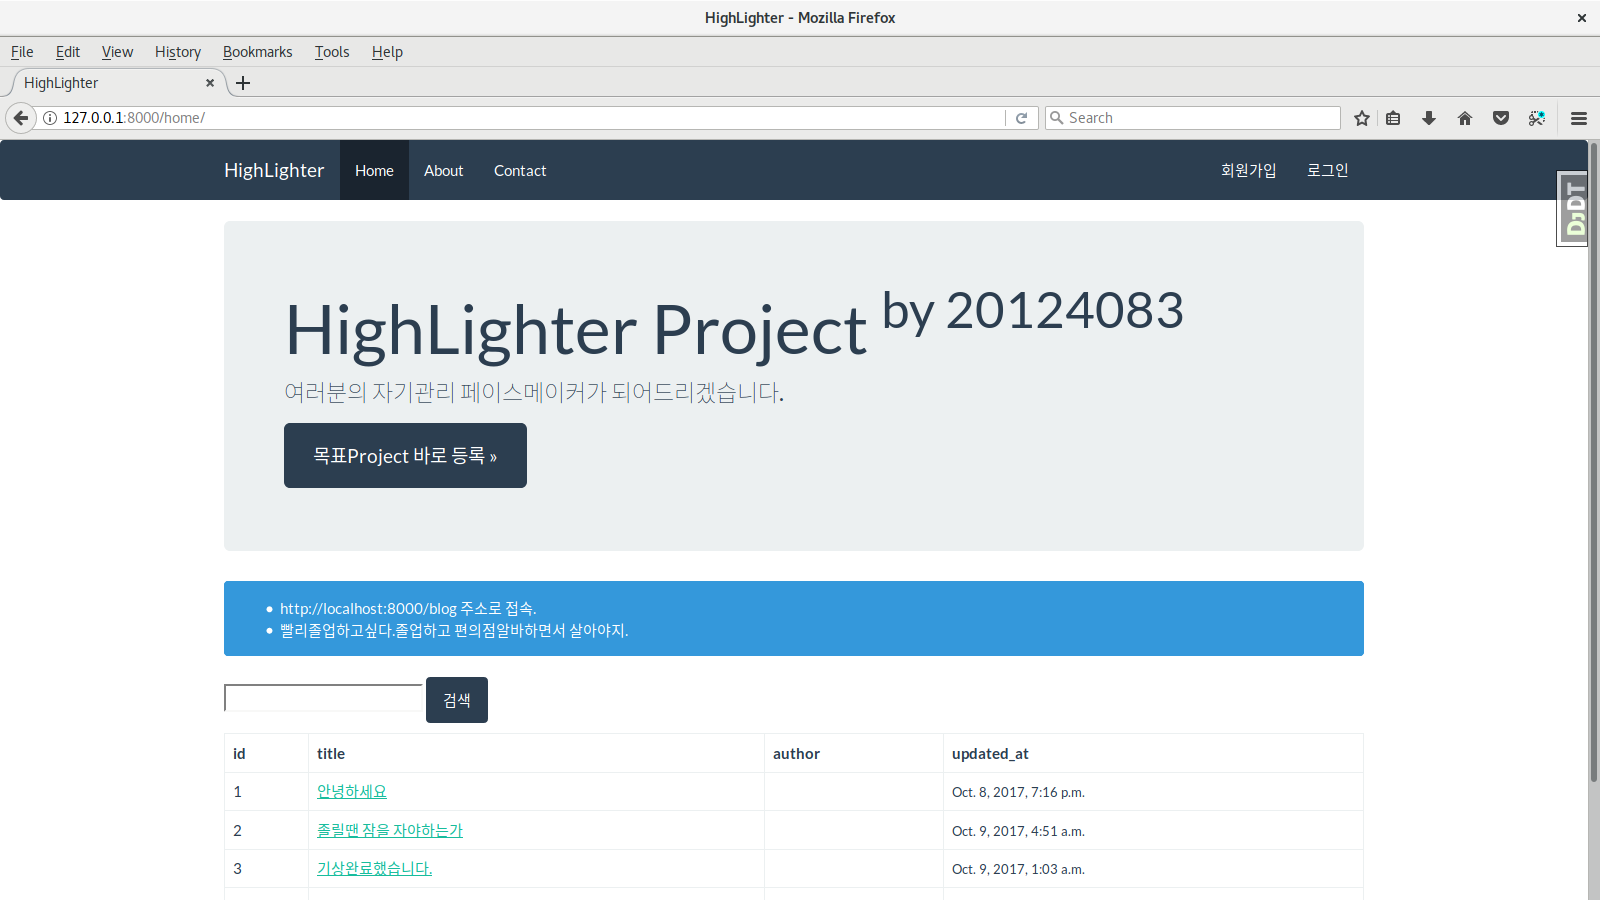 HighLighter - Mozilla Firefox
File Edit View History Bookmarks Tools Help
HighLighter
127.0.0.1:8000/home/
Search
HighLighter Home About Contact 회원가입 로그인
DJDT
HighLighter Project by 20124083
여러분의 자기관리 페이스메이커가 되어드리겠습니다.
목표Project 바로 등록 »
http://localhost:8000/blog 주소로 접속.
빨리졸업하고싶다.졸업하고 편의점알바하면서 살아야지.
검색
id title author updated_at
1 안녕하세요 Oct. 8, 2017, 7:16 p.m.
2 졸릴땐 잠을 자야하는가 Oct. 9, 2017, 4:51 a.m.
3 기상완료했습니다. Oct. 9, 2017, 1:03 a.m.